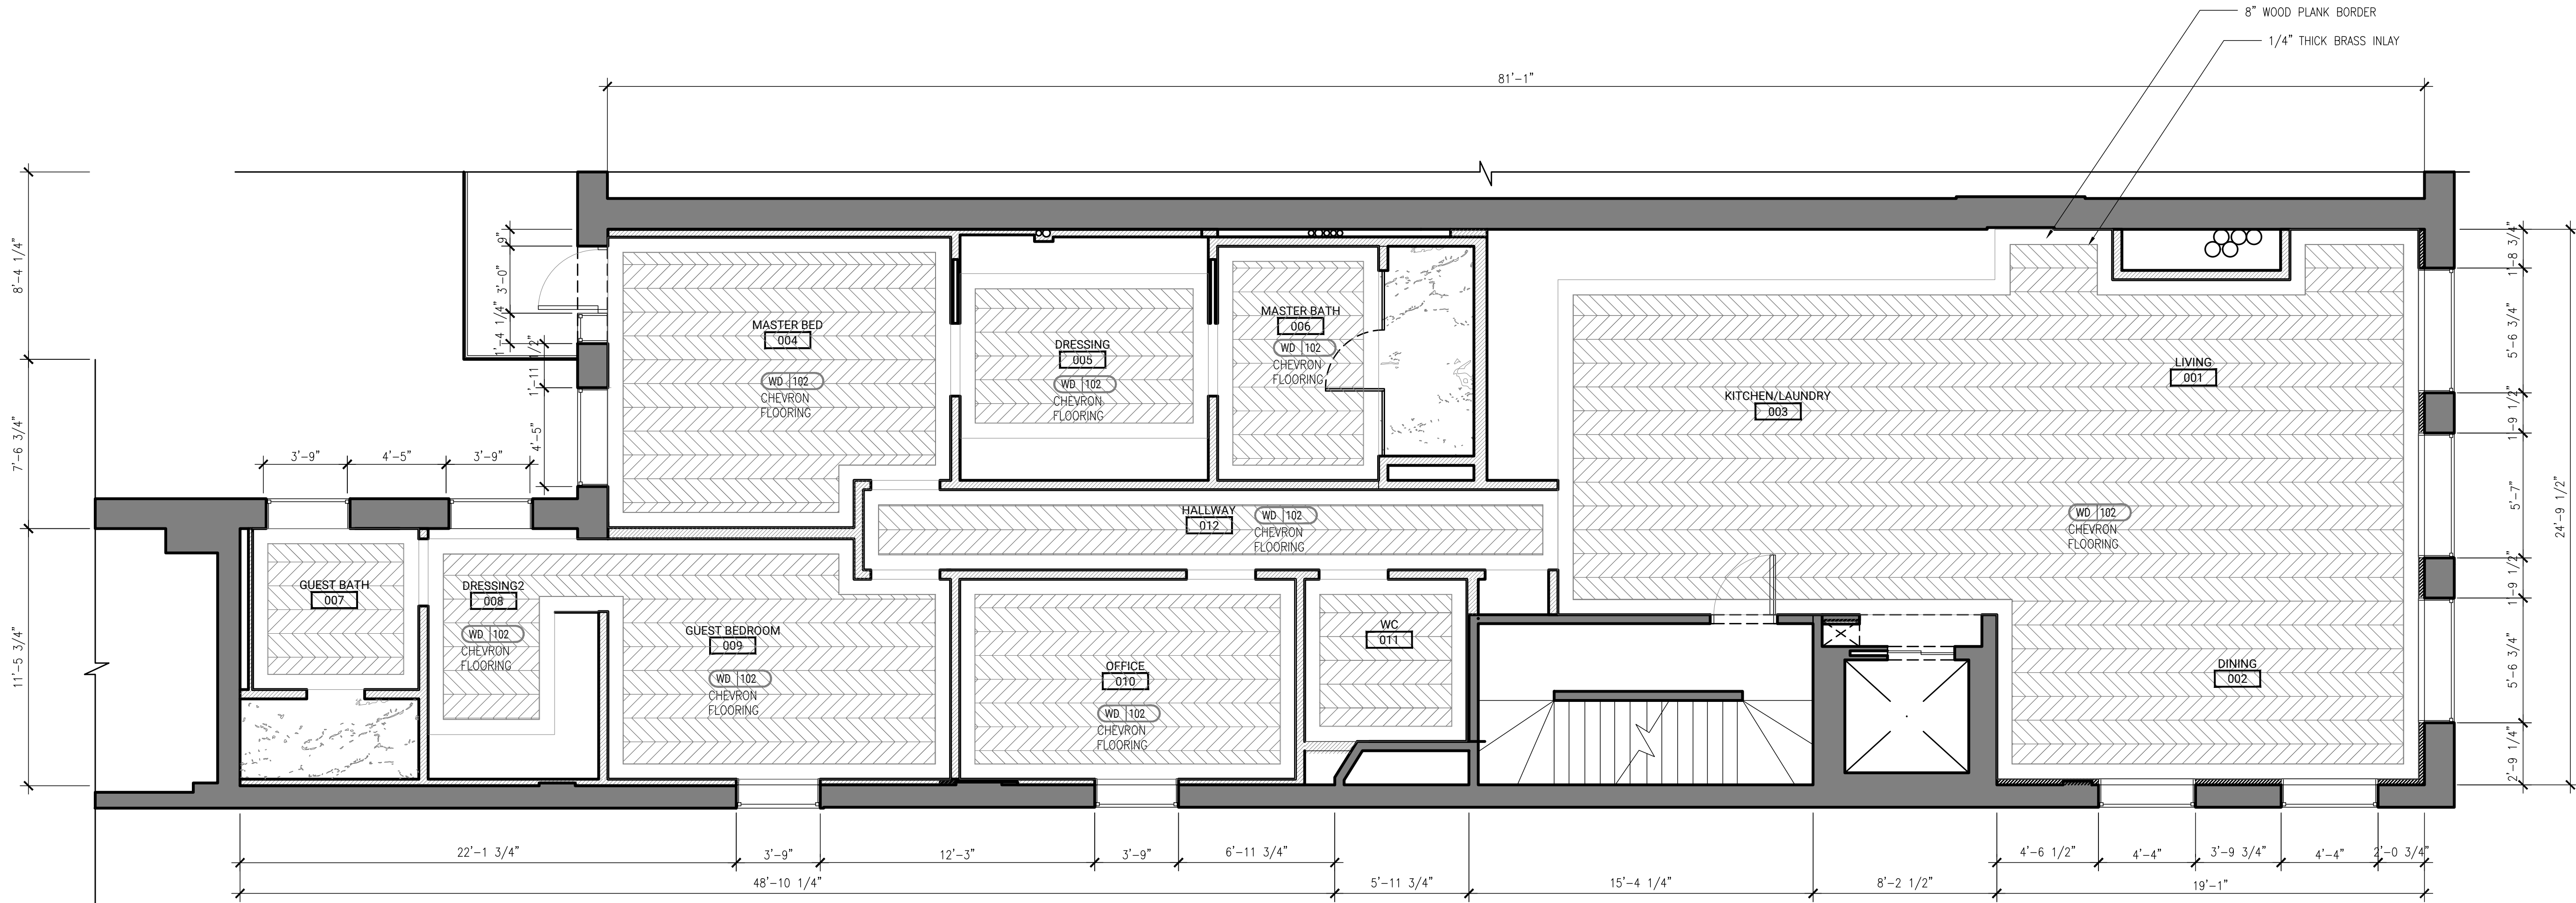 8" WOOD PLANK BORDER
1/4" THICK BRASS INLAY
81'-1"
8'-4 1/4"
7'-6 3/4"
11'-5 3/4"
9"
3'-0"
1'-4 1/4"
1'-11 1/2"
4'-5"
3'-9"
4'-5"
3'-9"
MASTER BED
004
WD 102
CHEVRON
FLOORING
DRESSING
005
WD 102
CHEVRON
FLOORING
MASTER BATH
006
WD 102
CHEVRON
FLOORING
KITCHEN/LAUNDRY
003
LIVING
001
WD 102
CHEVRON
FLOORING
HALLWAY
012
WD 102
CHEVRON
FLOORING
GUEST BATH
007
DRESSING2
008
WD 102
CHEVRON
FLOORING
GUEST BEDROOM
009
WD 102
CHEVRON
FLOORING
OFFICE
010
WD 102
CHEVRON
FLOORING
WC
011
DINING
002
1'-8 3/4"
5'-6 3/4"
1'-9 1/2"
5'-7"
1'-9 1/2"
5'-6 3/4"
2'-9 1/4"
24'-9 1/2"
22'-1 3/4"
3'-9"
12'-3"
3'-9"
6'-11 3/4"
4'-6 1/2"
4'-4"
3'-9 3/4"
4'-4"
2'-0 3/4"
48'-10 1/4"
5'-11 3/4"
15'-4 1/4"
8'-2 1/2"
19'-1"